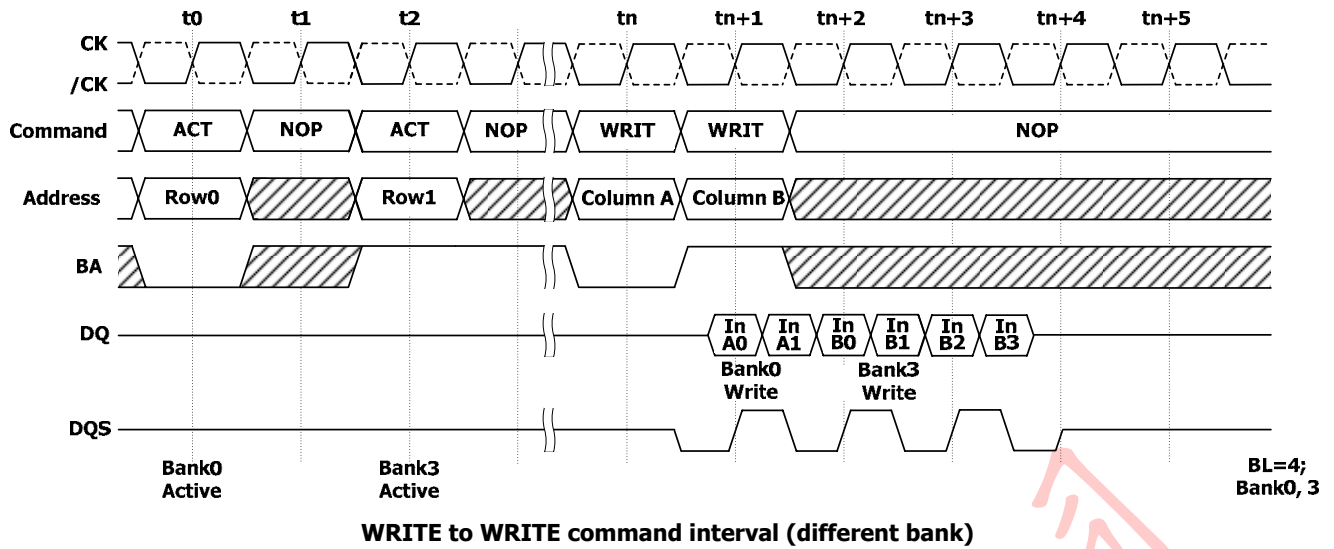 t0 t1 t2 tn tn+1 tn+2 tn+3 tn+4 tn+5
CK
/CK
Command ACT NOP ACT NOP WRIT WRIT NOP
Address Row0 Row1 Column A Column B
BA
DQ In A0 In A1 In B0 In B1 In B2 In B3
Bank0 Write Bank3 Write
DQS
Bank0 Active Bank3 Active BL=4; Bank0, 3
WRITE to WRITE command interval (different bank)